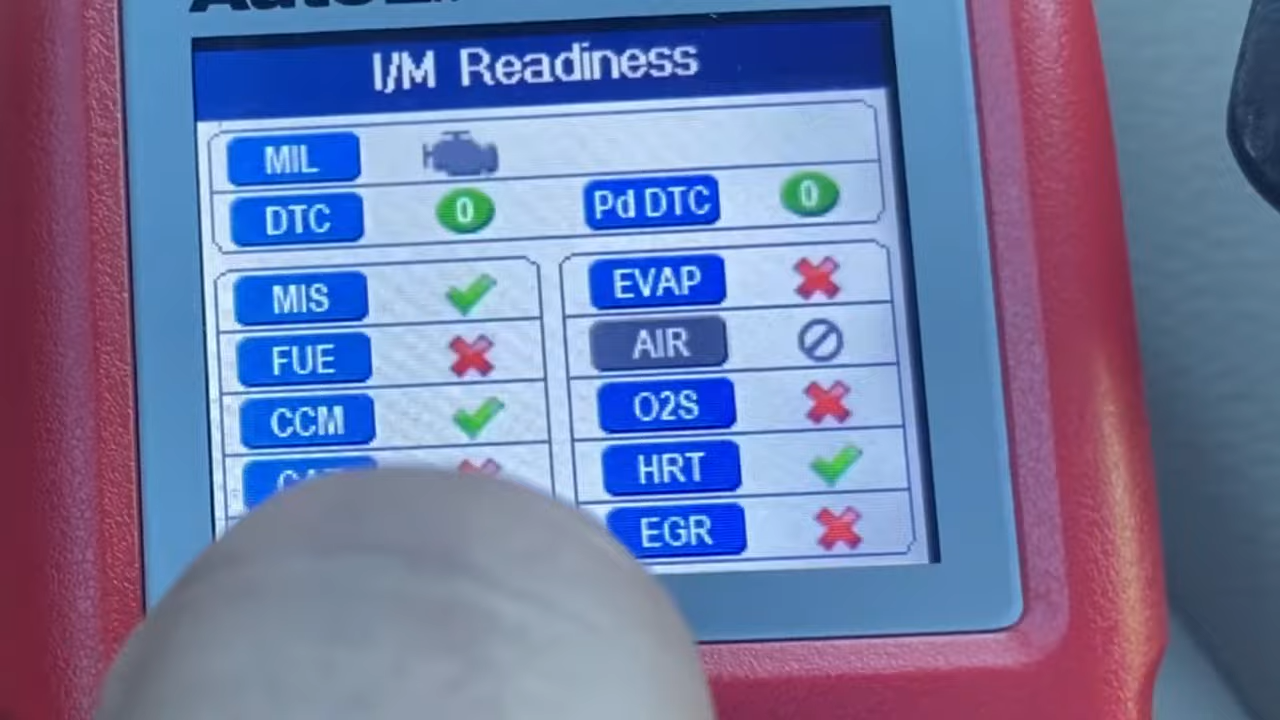 I/M Readiness
MIL
DTC 0 Pd DTC 0
MIS EVAP
FUE AIR
CCM O2S
HRT
EGR